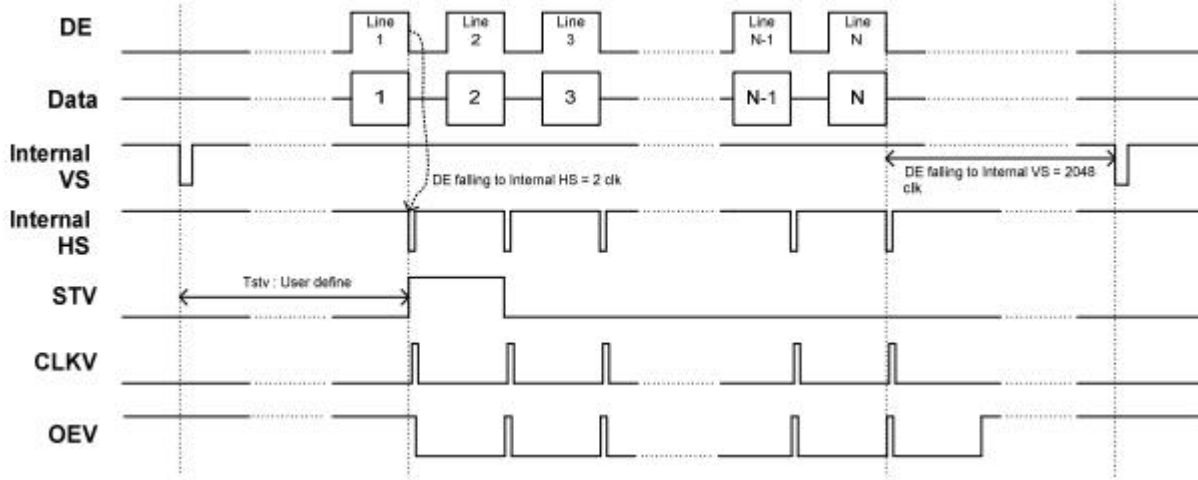 DE
Line
1
Line
2
Line
3
Line
N-1
Line
N
Data
1
2
3
N-1
N
Internal
VS
DE falling to Internal HS = 2 clk
DE falling to Internal VS = 2048
clk
Internal
HS
Tstv : User define
STV
CLKV
OEV